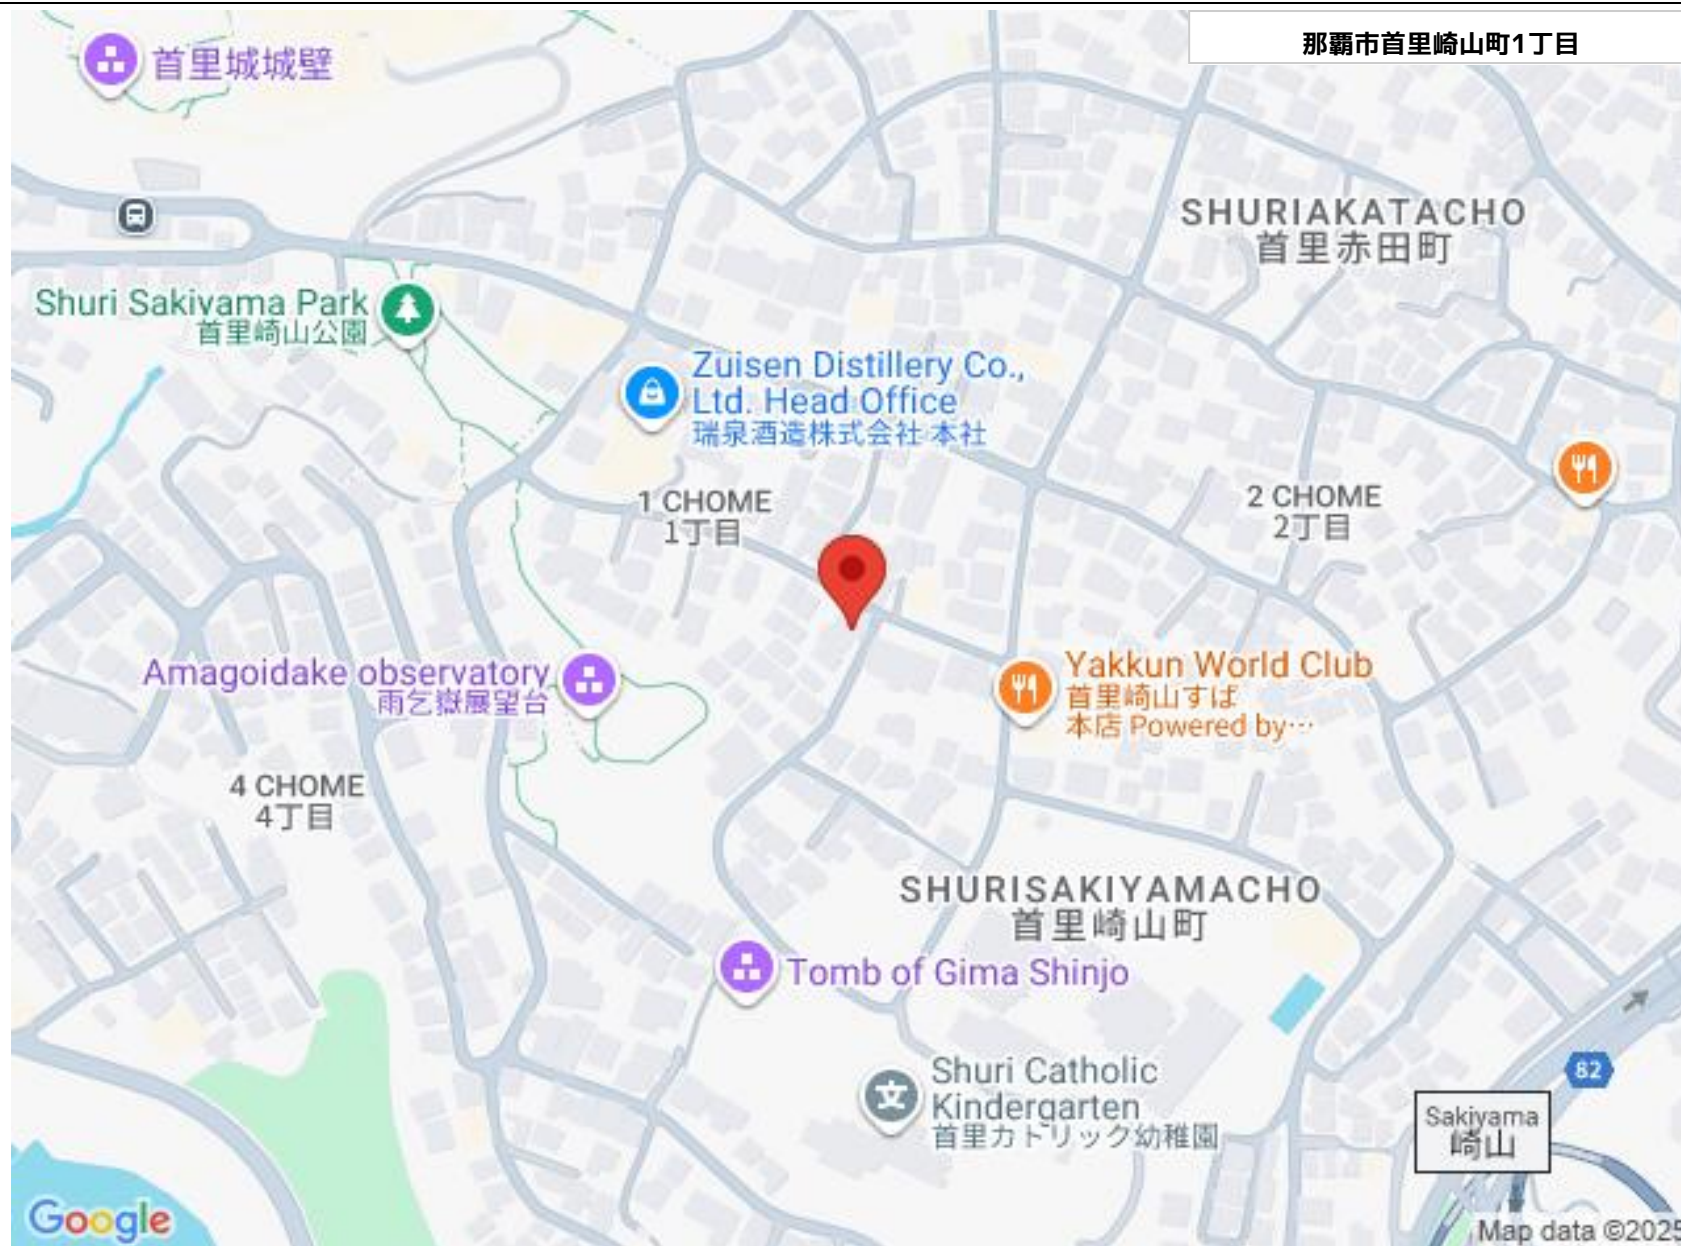 那覇市首里崎山町1丁目
首里城城壁
SHURIAKATACHO
首里赤田町
Shuri Sakiyama Park
首里崎山公園
Zuisen Distillery Co.,
Ltd. Head Office
瑞泉酒造株式会社 本社
1 CHOME
1丁目
2 CHOME
2丁目
Amagoidake observatory
雨乞嶽展望台
Yakkun World Club
首里崎山すば
本店 Powered by…
4 CHOME
4丁目
SHURISAKIYAMACHO
首里崎山町
Tomb of Gima Shinjo
Shuri Catholic
Kindergarten
首里カトリック幼稚園
82
Sakiyama
崎山
Google
Map data ©2025